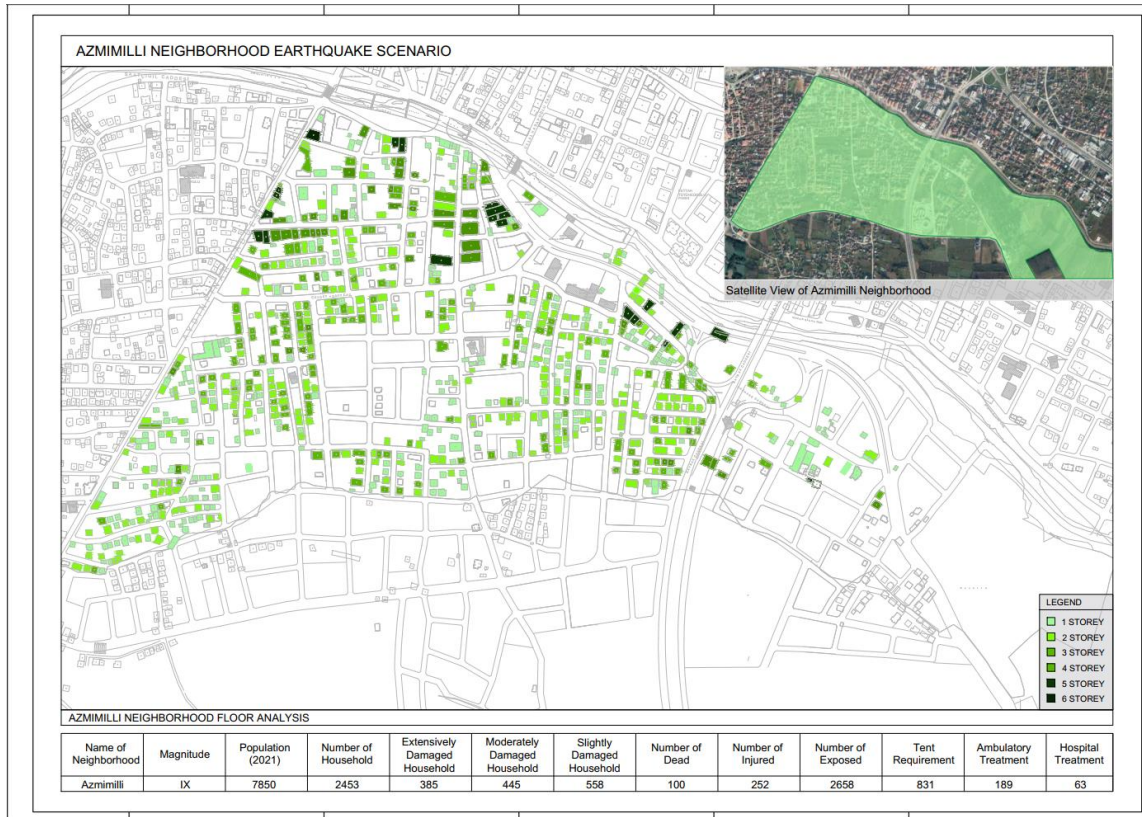 AZMIMILLI NEIGHBORHOOD EARTHQUAKE SCENARIO
Satellite View of Azmimilli Neighborhood
LEGEND
1 STOREY
2 STOREY
3 STOREY
4 STOREY
5 STOREY
6 STOREY
AZMIMILLI NEIGHBORHOOD FLOOR ANALYSIS
Name of Neighborhood Magnitude Population (2021) Number of Household Extensively Damaged Household Moderately Damaged Household Slightly Damaged Household Number of Dead Number of Injured Number of Exposed Tent Requirement Ambulatory Treatment Hospital Treatment
Azmimilli IX 7850 2453 385 445 558 100 252 2658 831 189 63